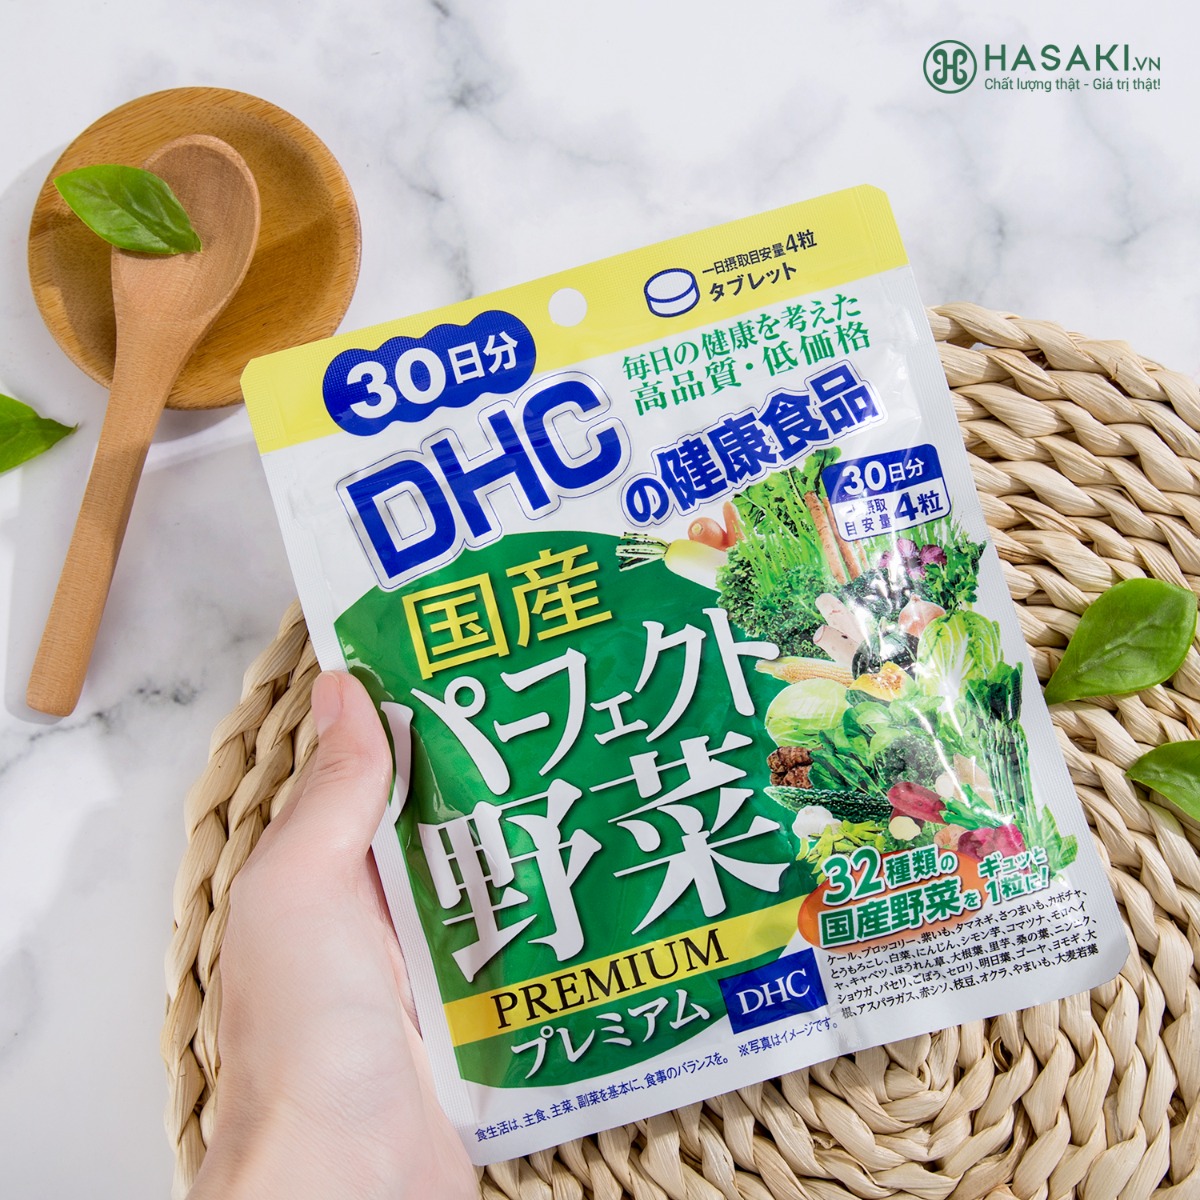 HASAKI.VN
Chất lượng thật - Giá trị thật!
一日摂取目安量4粒
タブレット
30日分
毎日の健康を考えた
高品質・低価格
DHC
の健康食品
30日分
一日摂取
目安量
4粒
国産
パーフェクト
野菜
PREMIUM
プレミアム
DHC
32種類の
国産野菜を
ギュッと
1粒に!
ケール、ブロッコリー、紫いも、タマネギ、さつまいも、カボチャ、
とうもろこし、白菜、にんじん、シモン芋、コマツナ、モロヘイ
ヤ、キャベツ、ほうれん草、大根葉、里芋、桑の葉、ニンニク、
ショウガ、パセリ、ごぼう、セロリ、明日葉、ゴーヤ、ヨモギ、大
根、アスパラガス、赤シソ、枝豆、オクラ、やまいも、大麦若葉
※写真はイメージです。
食生活は、主食、主菜、副菜を基本に、食事のバランスを。